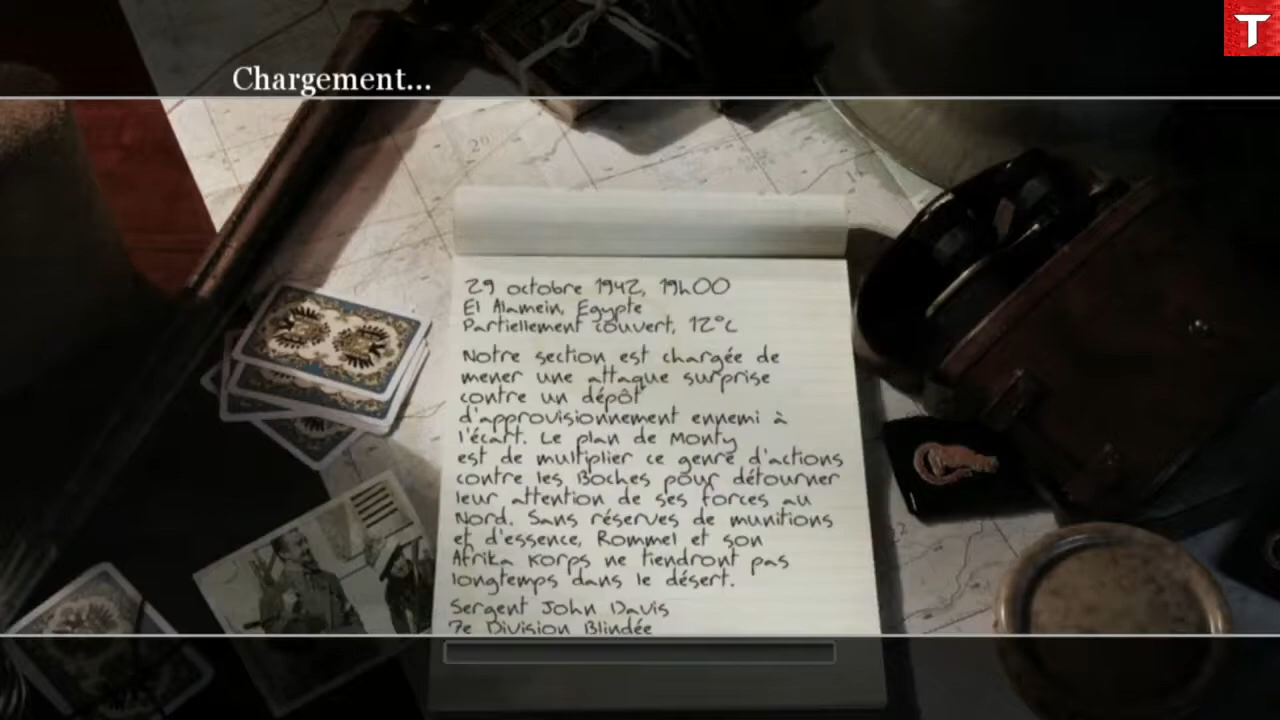 Chargement...
T
29 octobre 1942, 19h00
El Alamein, Egypte
Partiellement couvert, 12°C
Notre section est chargée de
mener une attaque surprise
contre un dépôt
d'approvisionnement ennemi à
l'écart. Le plan de Monty
est de multiplier ce genre d'actions
contre les Boches pour détourner
leur attention de ses forces au
Nord. Sans réserves de munitions
et d'essence, Rommel et son
Afrika Korps ne tiendront pas
longtemps dans le désert.
Sergent John Davis
7e Division Blindée